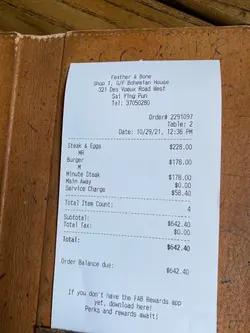 Feather & Bone
Shop 1, G/F Bohemian House
321 Des Voeux Road West
Sai Ying Pun
Tel: 37050280
Order# 2291097
Table: 2
Date: 10/29/21, 12:36 PM
Steak & Eggs $228.00
MR
Burger $178.00
M
Minute Steak $178.00
Main Away $0.00
Service Charge $58.40
Total Item Count: 4
Subtotal: $642.40
Total Tax: $0.00
Total: $642.40
Order Balance due:
$642.40
If you don't have the FAB Rewards app
yet, download here!
Perks and rewards await!